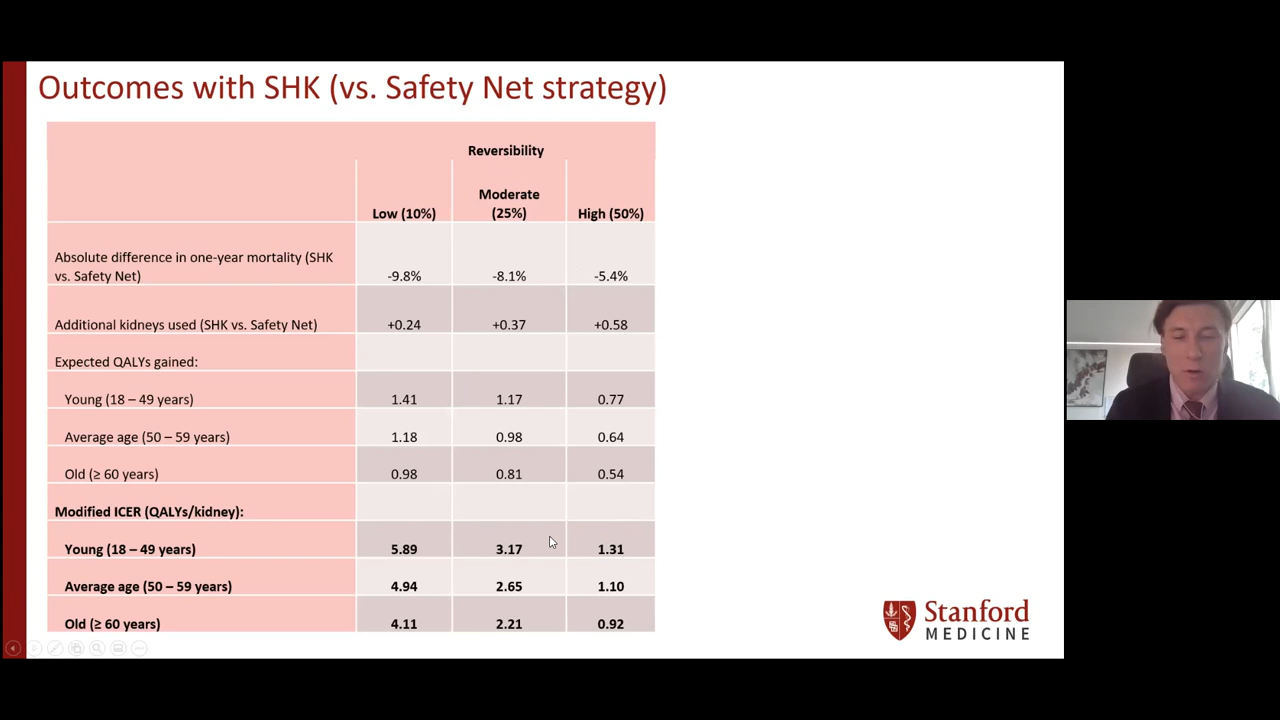 Outcomes with SHK (vs. Safety Net strategy)
Reversibility
Low (10%)
Moderate
(25%)
High (50%)
Absolute difference in one-year mortality (SHK
vs. Safety Net)
-9.8%
-8.1%
-5.4%
Additional kidneys used (SHK vs. Safety Net)
+0.24
+0.37
+0.58
Expected QALYs gained:
Young (18 – 49 years)
1.41
1.17
0.77
Average age (50 – 59 years)
1.18
0.98
0.64
Old (≥ 60 years)
0.98
0.81
0.54
Modified ICER (QALYs/kidney):
Young (18 – 49 years)
5.89
3.17
1.31
Average age (50 – 59 years)
4.94
2.65
1.10
Old (≥ 60 years)
4.11
2.21
0.92
Stanford
MEDICINE